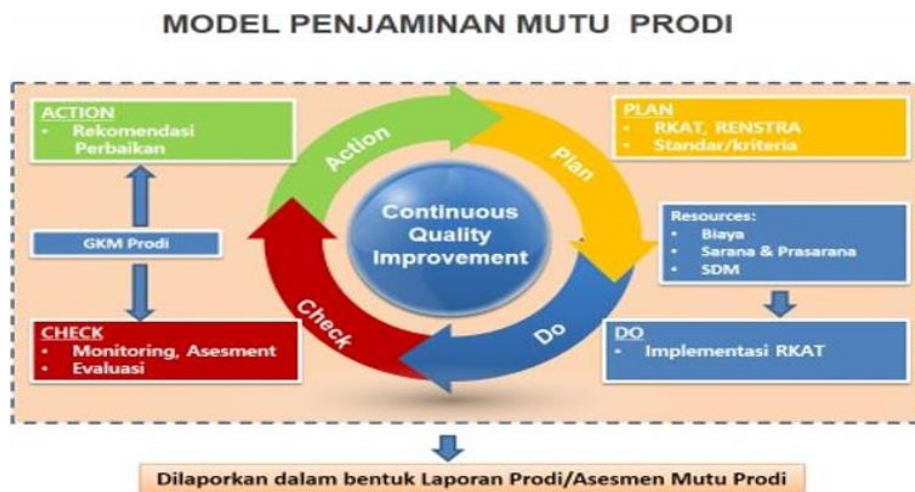 MODEL PENJAMINAN MUTU PRODI
ACTION
• Rekomendasi
Perbaikan
PLAN
• RKAT, RENSTRA
• Standar/kriteria
Action
Plan
Continuous
Quality
Improvement
GKM Prodi
Resources:
• Biaya
• Sarana & Prasarana
• SDM
Check
Do
CHECK
• Monitoring, Asesment
• Evaluasi
DO
• Implementasi RKAT
Dilaporkan dalam bentuk Laporan Prodi/Asesmen Mutu Prodi